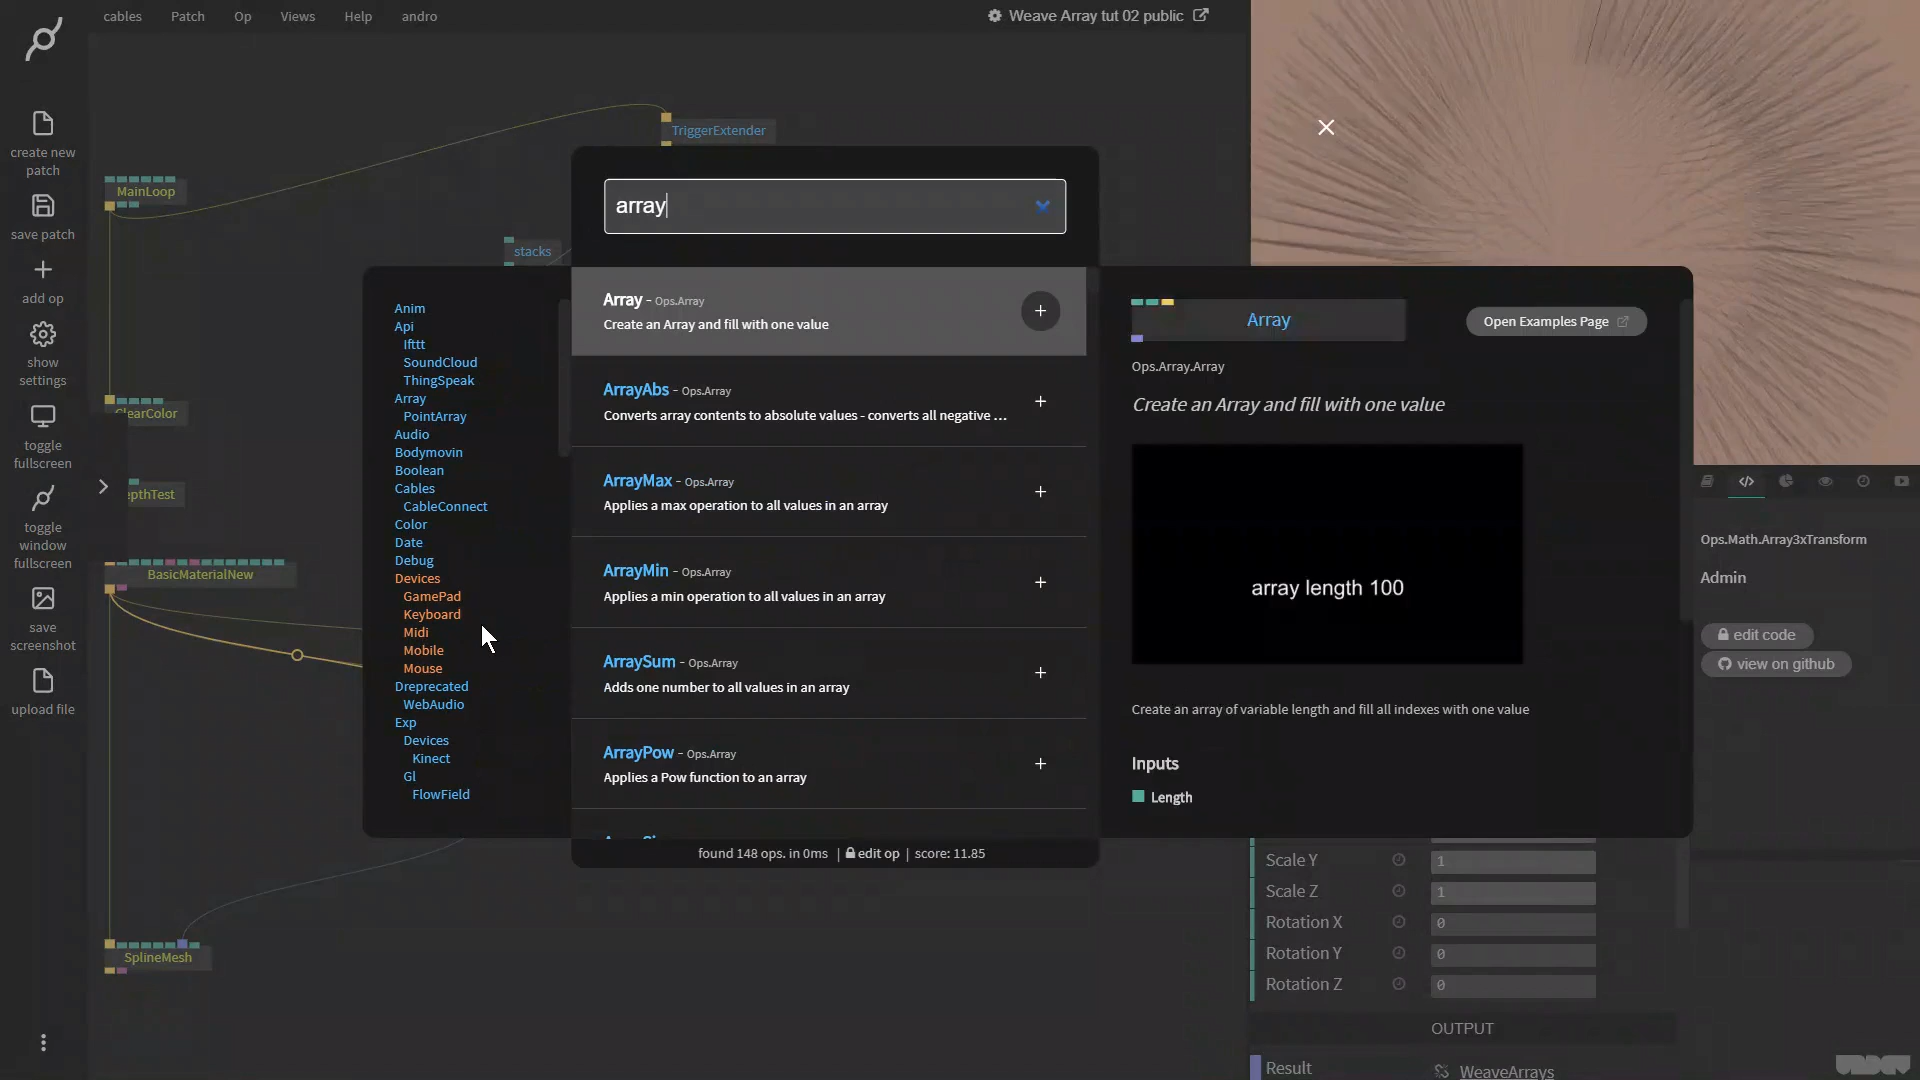 cables
Patch
Op
Views
Help
andro
Weave Array tut 02 public
create new
patch
save patch
add op
show
settings
toggle
fullscreen
toggle
window
fullscreen
save
screenshot
upload file
TriggerExtender
MainLoop
stacks
ClearColor
epthTest
BasicMaterialNew
SplineMesh
array
Anim
Api
Ifttt
SoundCloud
ThingSpeak
Array
PointArray
Audio
Bodymovin
Boolean
Cables
CableConnect
Color
Date
Debug
Devices
GamePad
Keyboard
Midi
Mobile
Mouse
Dreprecated
WebAudio
Exp
Devices
Kinect
Gl
FlowField
Array - Ops.Array
Create an Array and fill with one value
ArrayAbs - Ops.Array
Converts array contents to absolute values - converts all negative ...
ArrayMax - Ops.Array
Applies a max operation to all values in an array
ArrayMin - Ops.Array
Applies a min operation to all values in an array
ArraySum - Ops.Array
Adds one number to all values in an array
ArrayPow - Ops.Array
Applies a Pow function to an array
found 148 ops. in 0ms | edit op | score: 11.85
Array
Open Examples Page
Ops.Array.Array
Create an Array and fill with one value
array length 100
Create an array of variable length and fill all indexes with one value
Inputs
Length
Ops.Math.Array3xTransform
Admin
edit code
view on github
Scale Y
1
Scale Z
1
Rotation X
0
Rotation Y
0
Rotation Z
0
OUTPUT
Result
WeaveArrays